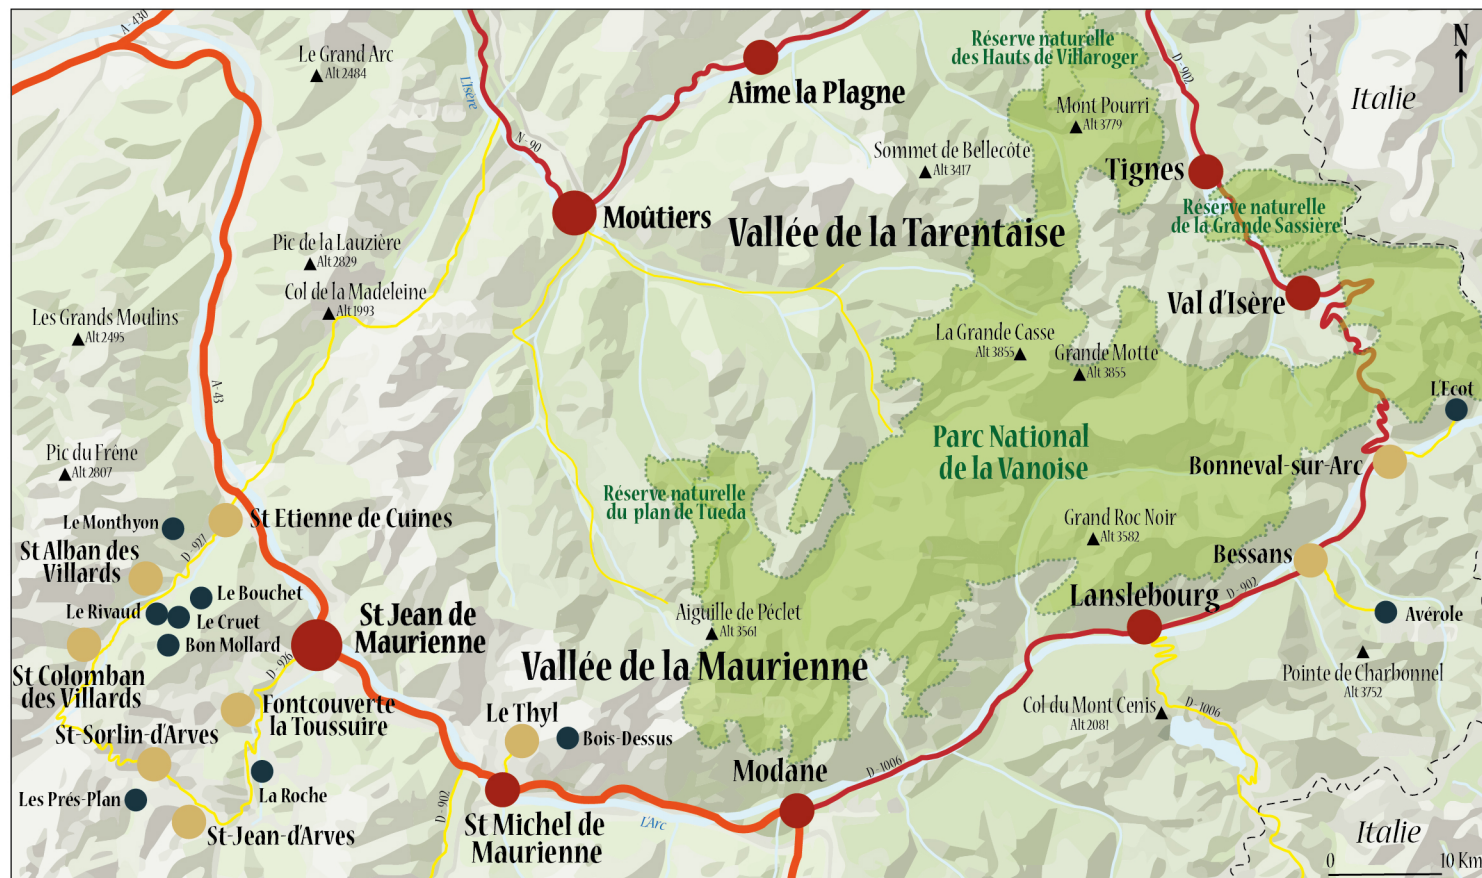 A-430
Le Grand Arc
Alt 2484
L'Isère
N-90
Aime la Plagne
Réserve naturelle
des Hauts de Villaroger
Mont Pourri
Alt 3779
D-902
N
Italie
Sommet de Bellecôte
Alt 3417
Tignes
Moûtiers
Vallée de la Tarentaise
Réserve naturelle
de la Grande Sassière
Pic de la Lauzière
Alt 2829
Col de la Madeleine
Alt 1993
Val d'Isère
Les Grands Moulins
Alt 2495
La Grande Casse
Alt 3855
Grande Motte
Alt 3855
A-43
L'Ecot
Parc National
de la Vanoise
Bonneval-sur-Arc
Pic du Frêne
Alt 2807
Réserve naturelle
du plan de Tueda
Le Monthyon
St Etienne de Cuines
D-927
Grand Roc Noir
Alt 3582
St Alban des
Villards
Bessans
Le Bouchet
Le Rivaud
Le Cruet
Bon Mollard
Lanslebourg
D-902
Avérole
St Jean de
Maurienne
Aiguille de Péclet
Alt 3561
Vallée de la Maurienne
D-926
Pointe de Charbonnel
Alt 3752
St Colomban
des Villards
Fontcouverte
la Toussuire
Le Thyl
Bois-Dessus
Col du Mont Cenis
Alt 2081
D-1006
St-Sorlin-d'Arves
Modane
D-1006
La Roche
Les Prés-Plan
D-902
St-Jean-d'Arves
St Michel de
Maurienne
L'Arc
Italie
0
10 Km